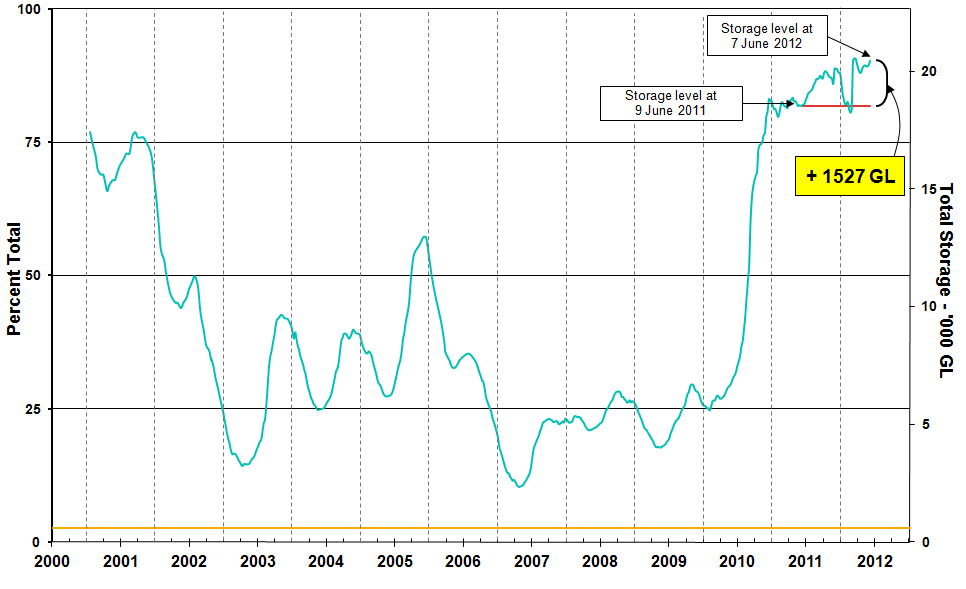 100
75
50
25
0
Percent Total
Storage level at
7 June 2012
Storage level at
9 June 2011
+ 1527 GL
20
15
10
5
0
Total Storage - '000 GL
2000 2001 2002 2003 2004 2005 2006 2007 2008 2009 2010 2011 2012